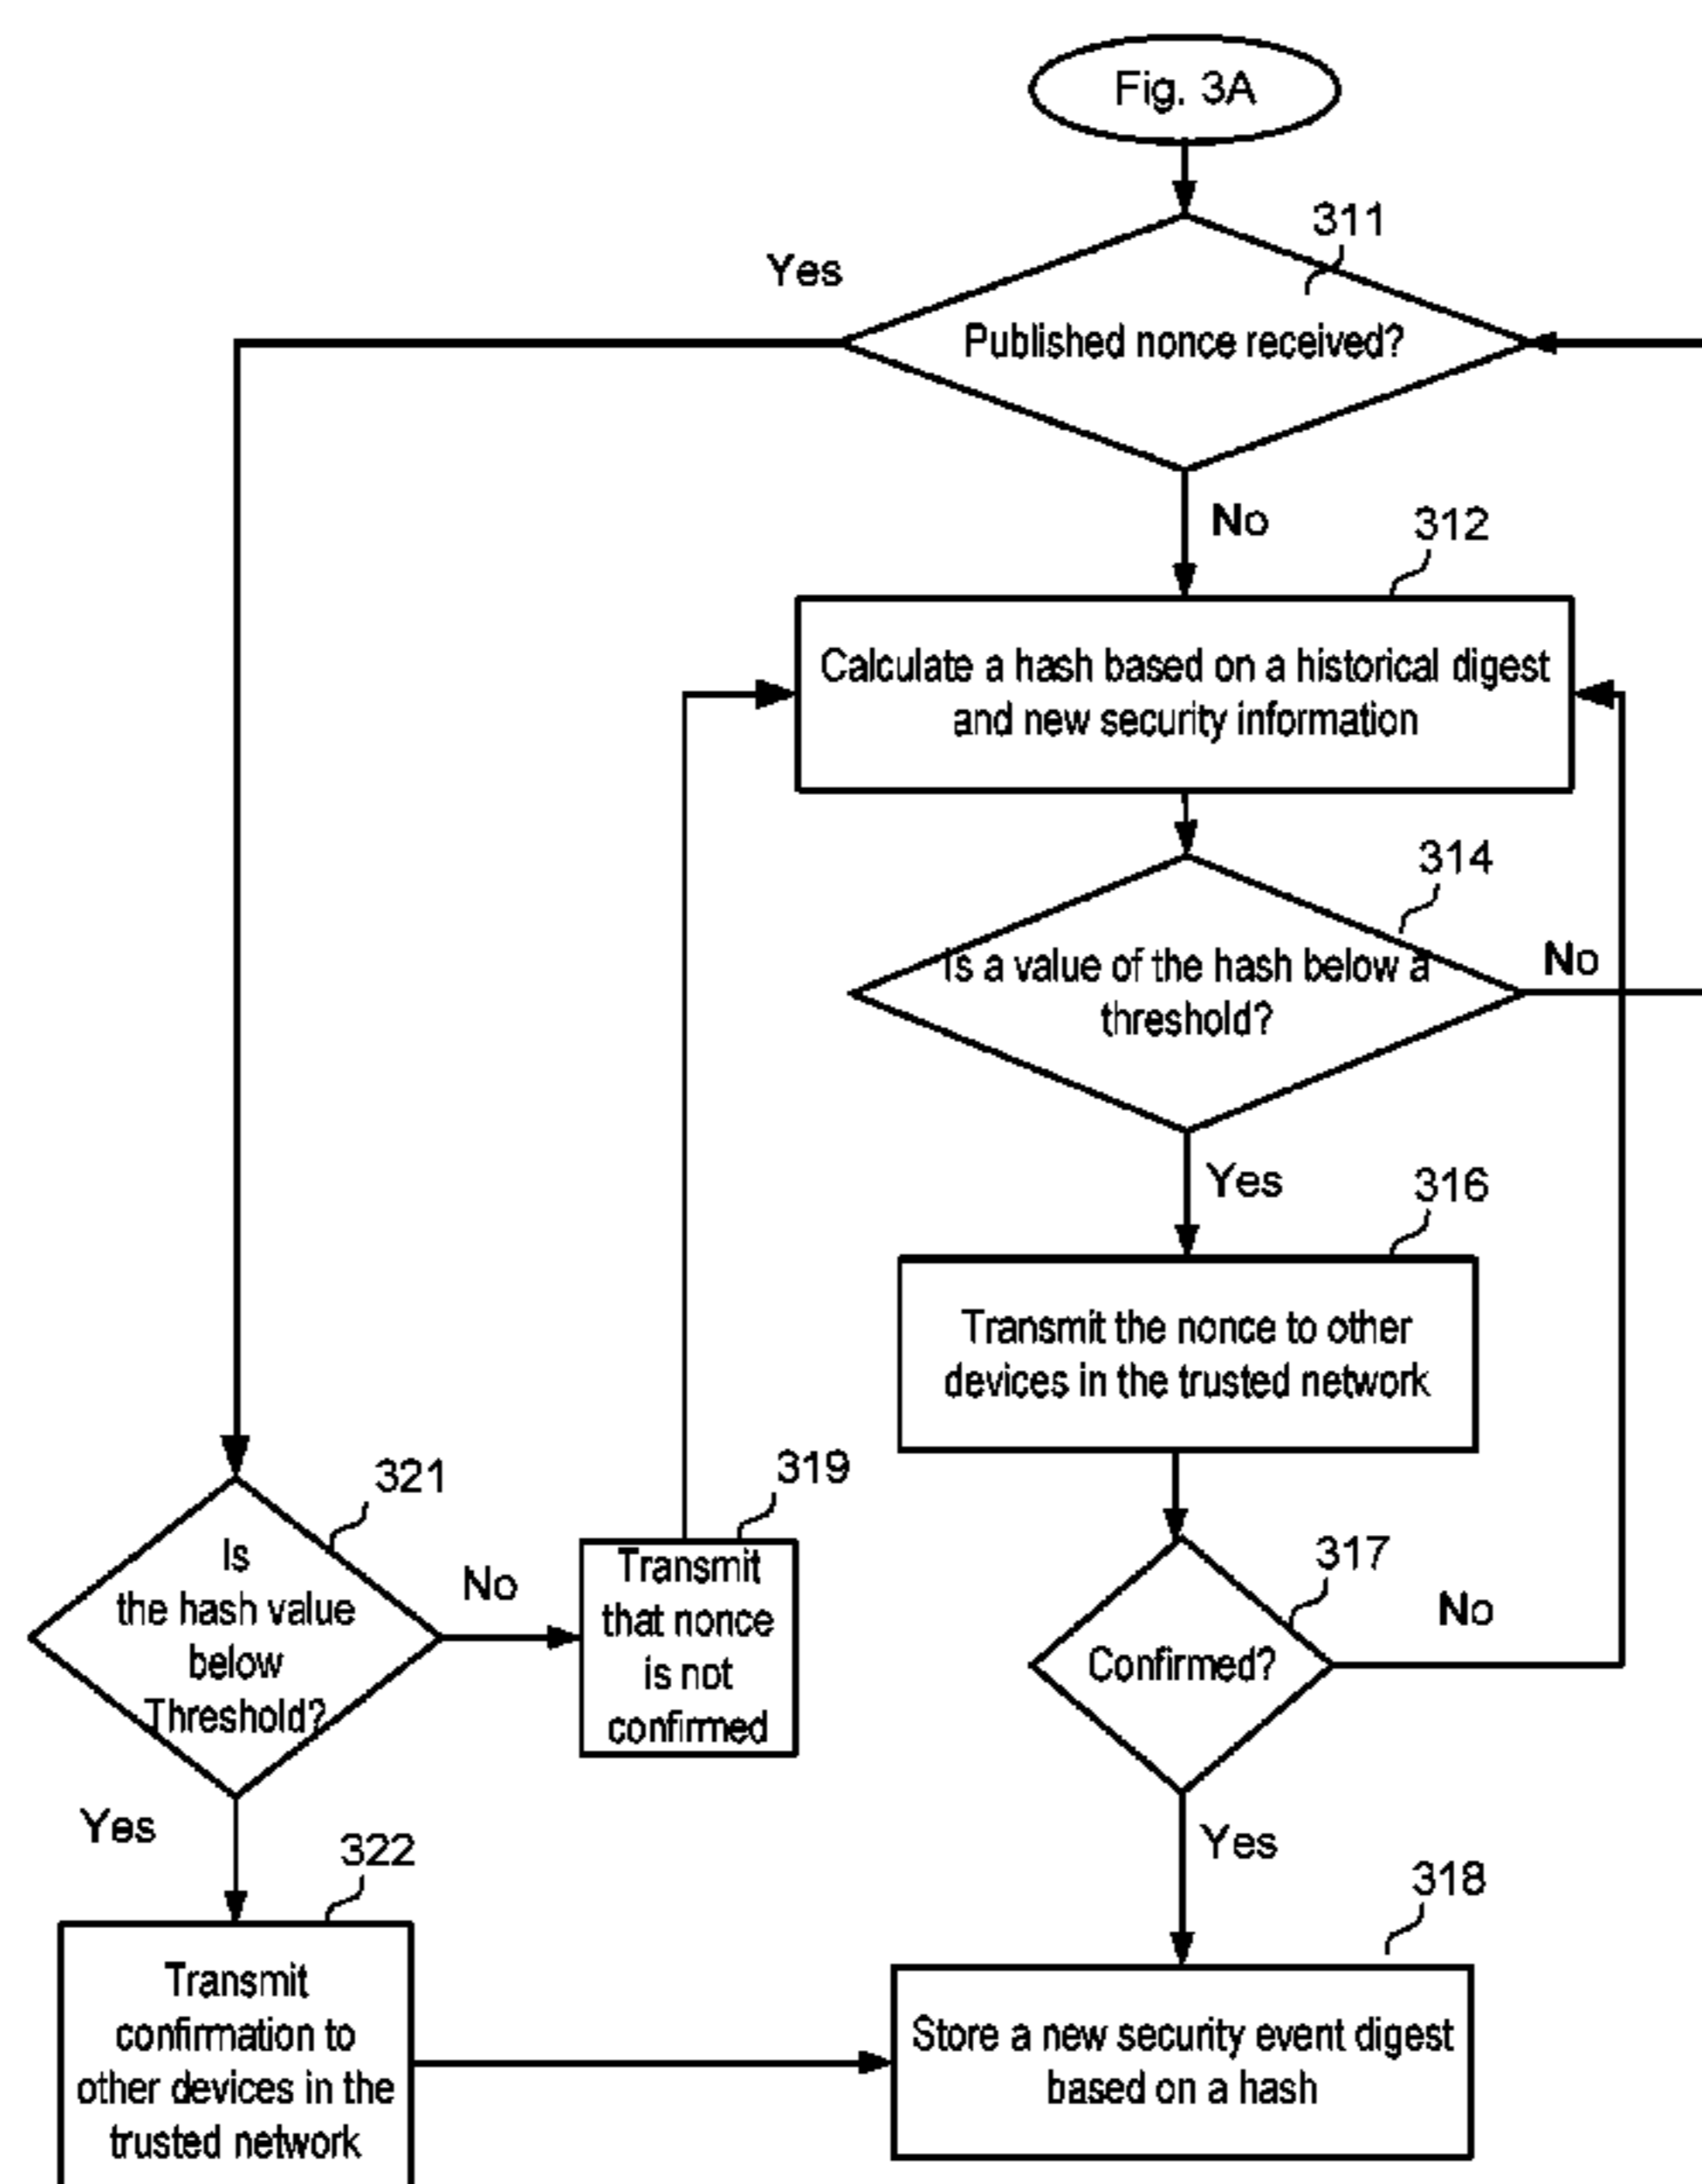 Fig. 3A
311
Yes
Published nonce received?
No
312
Calculate a hash based on a historical digest
and new security information
314
Is a value of the hash below a
threshold?
No
Yes
316
Transmit the nonce to other
devices in the trusted network
321
Is
the hash value
below
Threshold?
No
319
Transmit
that nonce
is not
confirmed
317
Confirmed?
No
Yes
322
Transmit
confirmation to
other devices in the
trusted network
Yes
318
Store a new security event digest
based on a hash